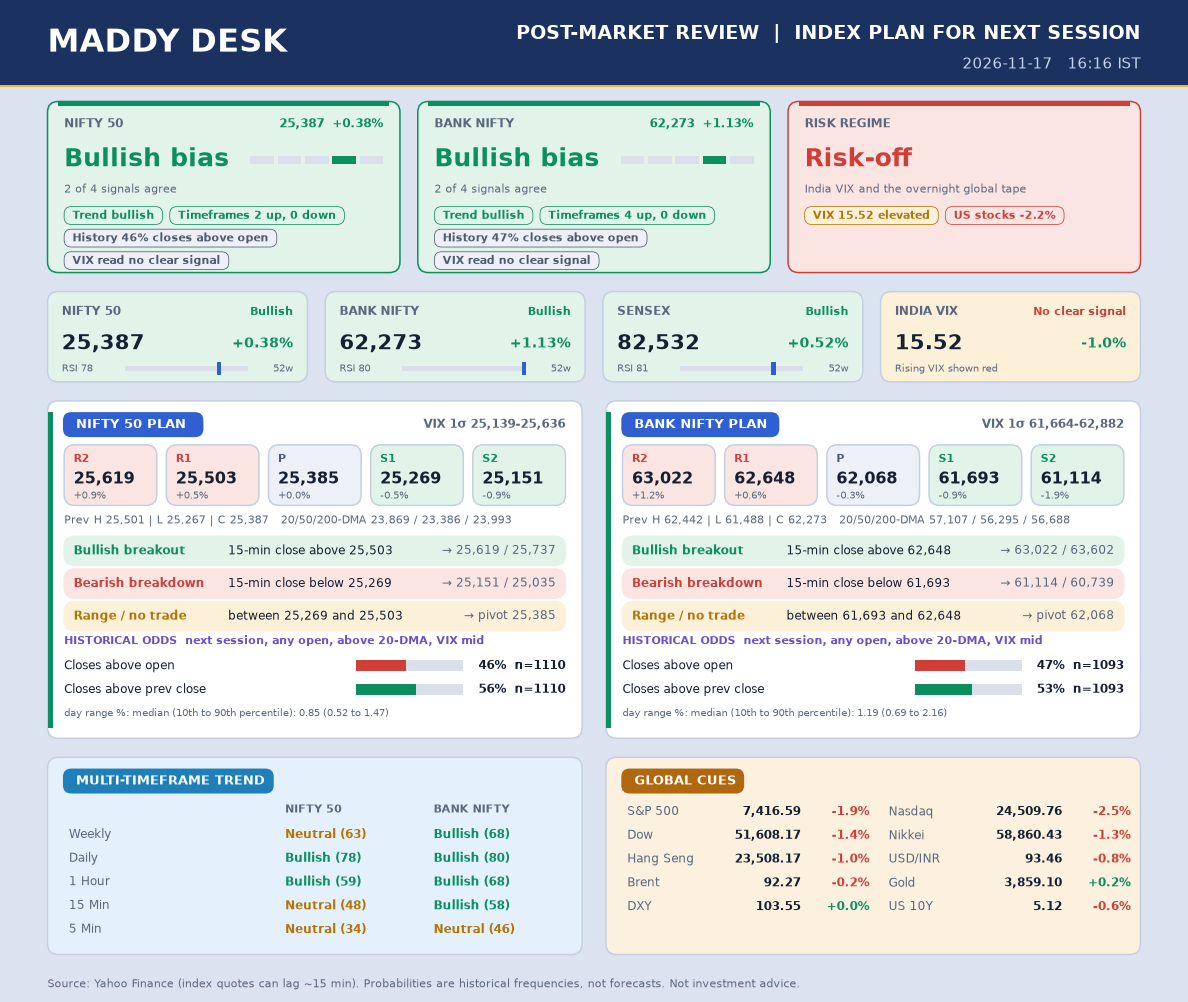 MADDY DESK
POST-MARKET REVIEW | INDEX PLAN FOR NEXT SESSION
2026-11-17 16:16 IST
NIFTY 50 25,387 +0.38%
Bullish bias
2 of 4 signals agree
Trend bullish Timeframes 2 up, 0 down
History 46% closes above open
VIX read no clear signal
BANK NIFTY 62,273 +1.13%
Bullish bias
2 of 4 signals agree
Trend bullish Timeframes 4 up, 0 down
History 47% closes above open
VIX read no clear signal
RISK REGIME
Risk-off
India VIX and the overnight global tape
VIX 15.52 elevated US stocks -2.2%
NIFTY 50 Bullish
25,387 +0.38%
RSI 78 52w
BANK NIFTY Bullish
62,273 +1.13%
RSI 80 52w
SENSEX Bullish
82,532 +0.52%
RSI 81 52w
INDIA VIX No clear signal
15.52 -1.0%
Rising VIX shown red
NIFTY 50 PLAN VIX 1σ 25,139-25,636
R2 R1 P S1 S2
25,619 25,503 25,385 25,269 25,151
+0.9% +0.5% +0.0% -0.5% -0.9%
Prev H 25,501 | L 25,267 | C 25,387 20/50/200-DMA 23,869 / 23,386 / 23,993
Bullish breakout 15-min close above 25,503 → 25,619 / 25,737
Bearish breakdown 15-min close below 25,269 → 25,151 / 25,035
Range / no trade between 25,269 and 25,503 → pivot 25,385
HISTORICAL ODDS next session, any open, above 20-DMA, VIX mid
Closes above open 46% n=1110
Closes above prev close 56% n=1110
day range %: median (10th to 90th percentile): 0.85 (0.52 to 1.47)
BANK NIFTY PLAN VIX 1σ 61,664-62,882
R2 R1 P S1 S2
63,022 62,648 62,068 61,693 61,114
+1.2% +0.6% -0.3% -0.9% -1.9%
Prev H 62,442 | L 61,488 | C 62,273 20/50/200-DMA 57,107 / 56,295 / 56,688
Bullish breakout 15-min close above 62,648 → 63,022 / 63,602
Bearish breakdown 15-min close below 61,693 → 61,114 / 60,739
Range / no trade between 61,693 and 62,648 → pivot 62,068
HISTORICAL ODDS next session, any open, above 20-DMA, VIX mid
Closes above open 47% n=1093
Closes above prev close 53% n=1093
day range %: median (10th to 90th percentile): 1.19 (0.69 to 2.16)
MULTI-TIMEFRAME TREND
NIFTY 50 BANK NIFTY
Weekly Neutral (63) Bullish (68)
Daily Bullish (78) Bullish (80)
1 Hour Bullish (59) Bullish (68)
15 Min Neutral (48) Bullish (58)
5 Min Neutral (34) Neutral (46)
GLOBAL CUES
S&P 500 7,416.59 -1.9% Nasdaq 24,509.76 -2.5%
Dow 51,608.17 -1.4% Nikkei 58,860.43 -1.3%
Hang Seng 23,508.17 -1.0% USD/INR 93.46 -0.8%
Brent 92.27 -0.2% Gold 3,859.10 +0.2%
DXY 103.55 +0.0% US 10Y 5.12 -0.6%
Source: Yahoo Finance (index quotes can lag ~15 min). Probabilities are historical frequencies, not forecasts. Not investment advice.